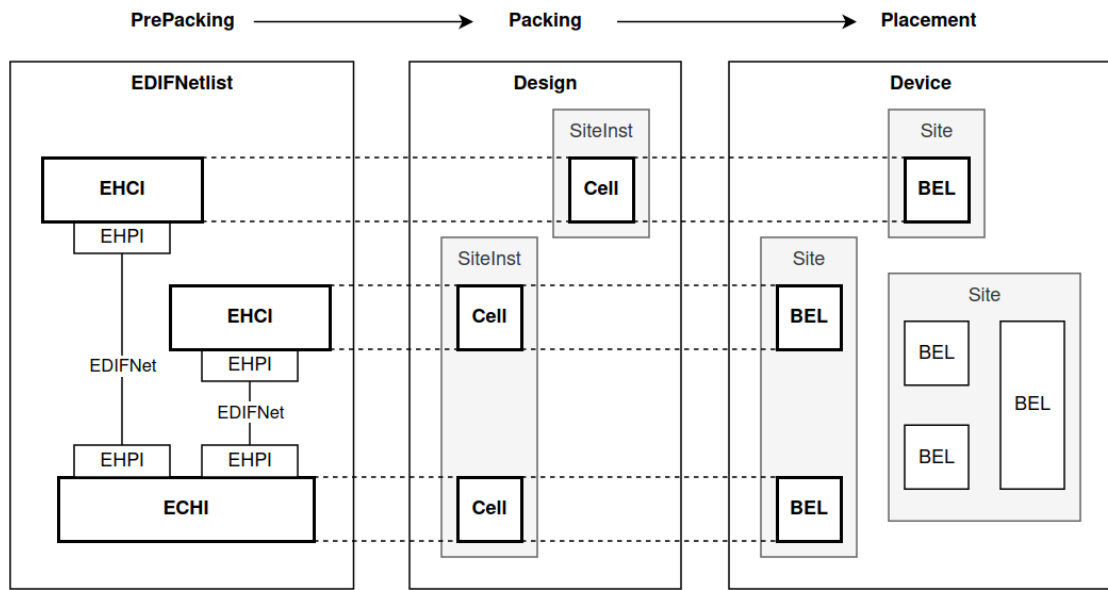 PrePacking
Packing
Placement
EDIFNetlist
Design
Device
SiteInst
Site
EHCI
Cell
BEL
EHPI
SiteInst
Site
EHCI
Cell
BEL
Site
BEL
BEL
BEL
EHPI
EDIFNet
EDIFNet
EHPI
EHPI
ECHI
Cell
BEL